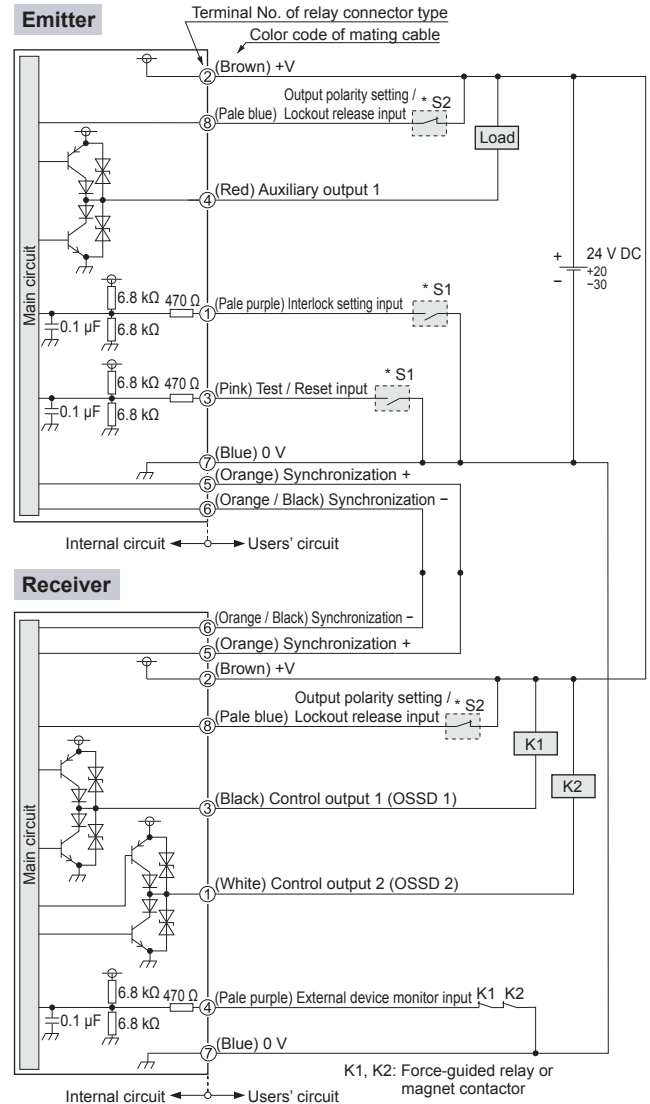 Emitter
Terminal No. of relay connector type
Color code of mating cable
② (Brown) +V
Output polarity setting / * S2
⑧ (Pale blue) Lockout release input
Load
④ (Red) Auxiliary output 1
Main circuit
+ 24 V DC
+20
− −30
* S1
6.8 kΩ 470 Ω ① (Pale purple) Interlock setting input
0.1 µF 6.8 kΩ
* S1
6.8 kΩ 470 Ω ③ (Pink) Test / Reset input
0.1 µF 6.8 kΩ
⑦ (Blue) 0 V
⑤ (Orange) Synchronization +
⑥ (Orange / Black) Synchronization −
Internal circuit Users' circuit
Receiver
⑥ (Orange / Black) Synchronization −
⑤ (Orange) Synchronization +
② (Brown) +V
Output polarity setting / * S2
⑧ (Pale blue) Lockout release input
K1
K2
③ (Black) Control output 1 (OSSD 1)
Main circuit
① (White) Control output 2 (OSSD 2)
6.8 kΩ 470 Ω ④ (Pale purple) External device monitor input K1 K2
0.1 µF 6.8 kΩ
⑦ (Blue) 0 V
K1, K2: Force-guided relay or
magnet contactor
Internal circuit Users' circuit